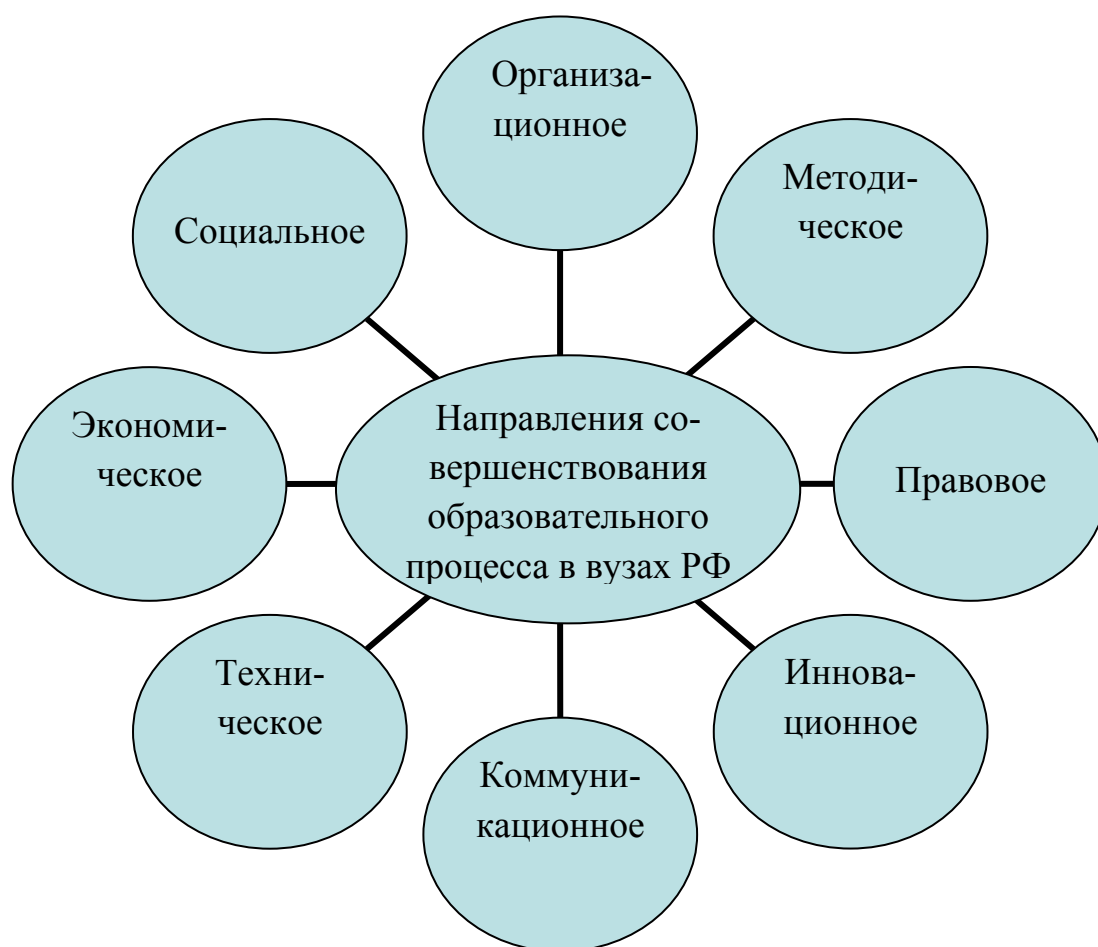 Организа-
ционное
Методи-
ческое
Социальное
Экономи-
ческое
Направления со-
вершенствования
образовательного
процесса в вузах РФ
Правовое
Техни-
ческое
Иннова-
ционное
Коммуни-
кационное